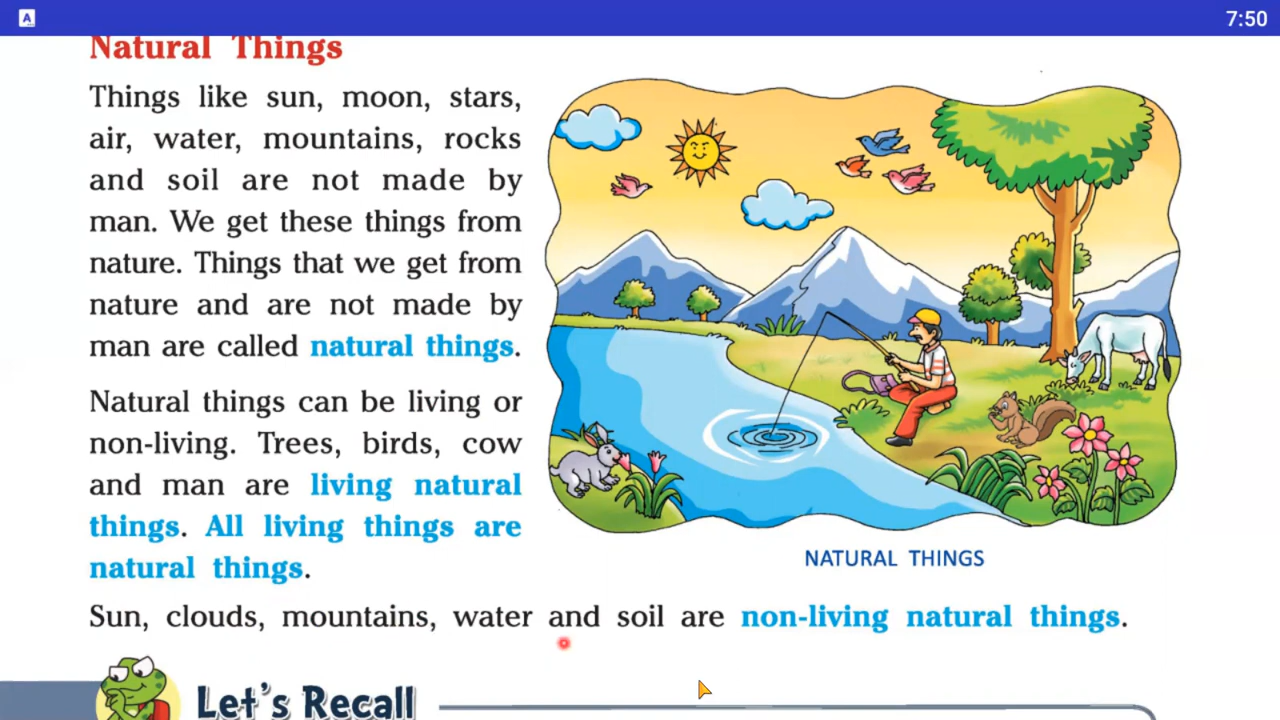 A
7:50
Natural Things
Things like sun, moon, stars,
air, water, mountains, rocks
and soil are not made by
man. We get these things from
nature. Things that we get from
nature and are not made by
man are called natural things.
Natural things can be living or
non-living. Trees, birds, cow
and man are living natural
things. All living things are
natural things.
NATURAL THINGS
Sun, clouds, mountains, water and soil are non-living natural things.
Let's Recall